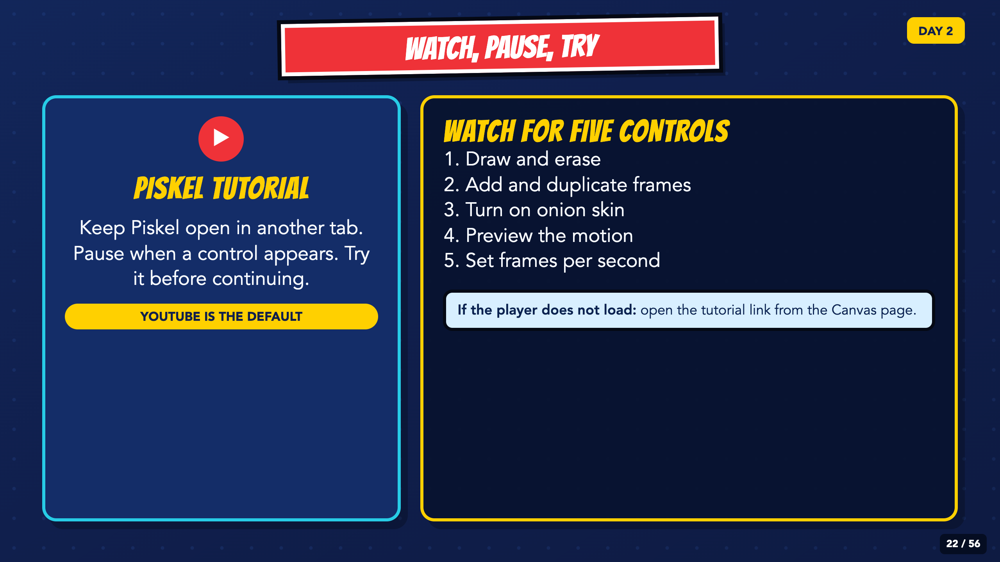 WATCH, PAUSE, TRY
DAY 2
PISKEL TUTORIAL
Keep Piskel open in another tab.
Pause when a control appears. Try
it before continuing.
YOUTUBE IS THE DEFAULT
WATCH FOR FIVE CONTROLS
1. Draw and erase
2. Add and duplicate frames
3. Turn on onion skin
4. Preview the motion
5. Set frames per second
If the player does not load: open the tutorial link from the Canvas page.
22 / 56